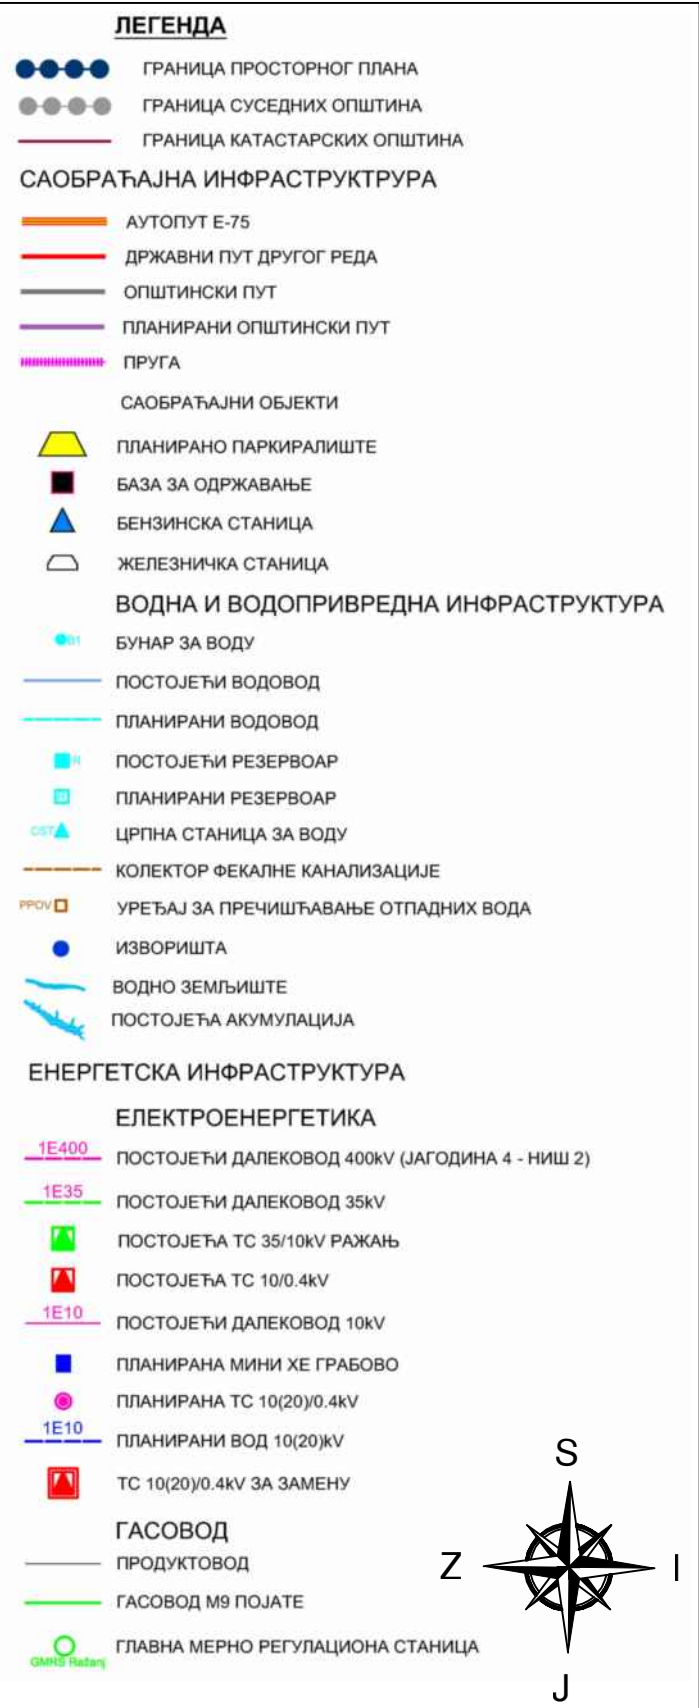 ЛЕГЕНДА
ГРАНИЦА ПРОСТОРНОГ ПЛАНА
ГРАНИЦА СУСЕДНИХ ОПШТИНА
ГРАНИЦА КАТАСТАРСКИХ ОПШТИНА
САОБРАЋАЈНА ИНФРАСТРУКТРУРА
АУТОПУТ Е-75
ДРЖАВНИ ПУТ ДРУГОГ РЕДА
ОПШТИНСКИ ПУТ
ПЛАНИРАНИ ОПШТИНСКИ ПУТ
ПРУГА
САОБРАЋАЈНИ ОБЈЕКТИ
ПЛАНИРАНО ПАРКИРАЛИШТЕ
БАЗА ЗА ОДРЖАВАЊЕ
БЕНЗИНСКА СТАНИЦА
ЖЕЛЕЗНИЧКА СТАНИЦА
ВОДНА И ВОДОПРИВРЕДНА ИНФРАСТРУКТУРА
B1 БУНАР ЗА ВОДУ
ПОСТОЈЕЋИ ВОДОВОД
ПЛАНИРАНИ ВОДОВОД
R ПОСТОЈЕЋИ РЕЗЕРВОАР
ПЛАНИРАНИ РЕЗЕРВОАР
CST ЦРПНА СТАНИЦА ЗА ВОДУ
КОЛЕКТОР ФЕКАЛНЕ КАНАЛИЗАЦИЈЕ
PPOV УРЕЂАЈ ЗА ПРЕЧИШЋАВАЊЕ ОТПАДНИХ ВОДА
ИЗВОРИШТА
ВОДНО ЗЕМЉИШТЕ
ПОСТОЈЕЋА АКУМУЛАЦИЈА
ЕНЕРГЕТСКА ИНФРАСТРУКТУРА
ЕЛЕКТРОЕНЕРГЕТИКА
1E400 ПОСТОЈЕЋИ ДАЛЕКОВОД 400kV (ЈАГОДИНА 4 - НИШ 2)
1E35 ПОСТОЈЕЋИ ДАЛЕКОВОД 35kV
ПОСТОЈЕЋА ТС 35/10kV РАЖАЊ
ПОСТОЈЕЋА ТС 10/0.4kV
1E10 ПОСТОЈЕЋИ ДАЛЕКОВОД 10kV
ПЛАНИРАНА МИНИ ХЕ ГРАБОВО
ПЛАНИРАНА ТС 10(20)/0.4kV
1E10 ПЛАНИРАНИ ВОД 10(20)kV
ТС 10(20)/0.4kV ЗА ЗАМЕНУ
ГАСОВОД
ПРОДУКТОВОД
ГАСОВОД М9 ПОЈАТЕ
GMRS Ražanj ГЛАВНА МЕРНО РЕГУЛАЦИОНА СТАНИЦА
S
Z I
J